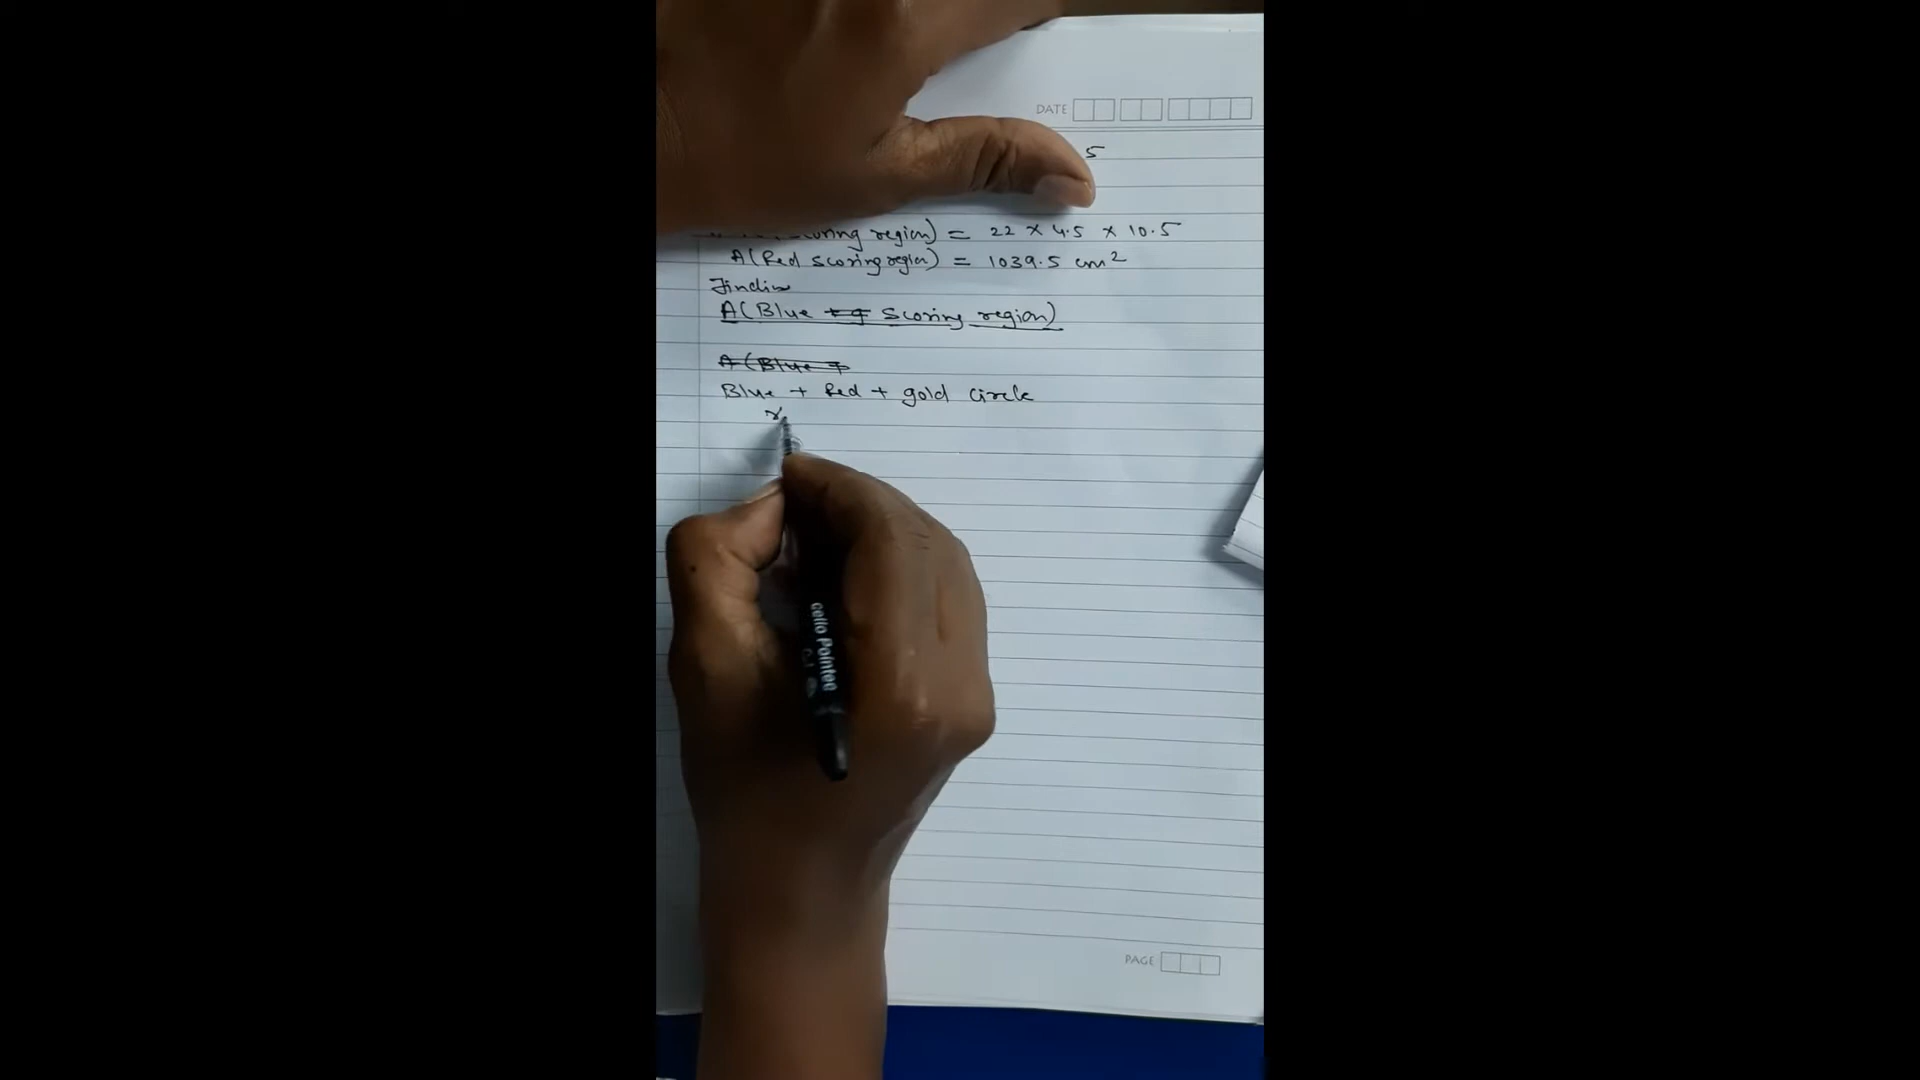 DATE
5
scoring region) = 22 × 4.5 × 10.5
A(Red scoring region) = 1039.5 cm²
A(Blue scoring region)
A(Blue
Blue + Red + gold circle
r
cello Pointec
PAGE